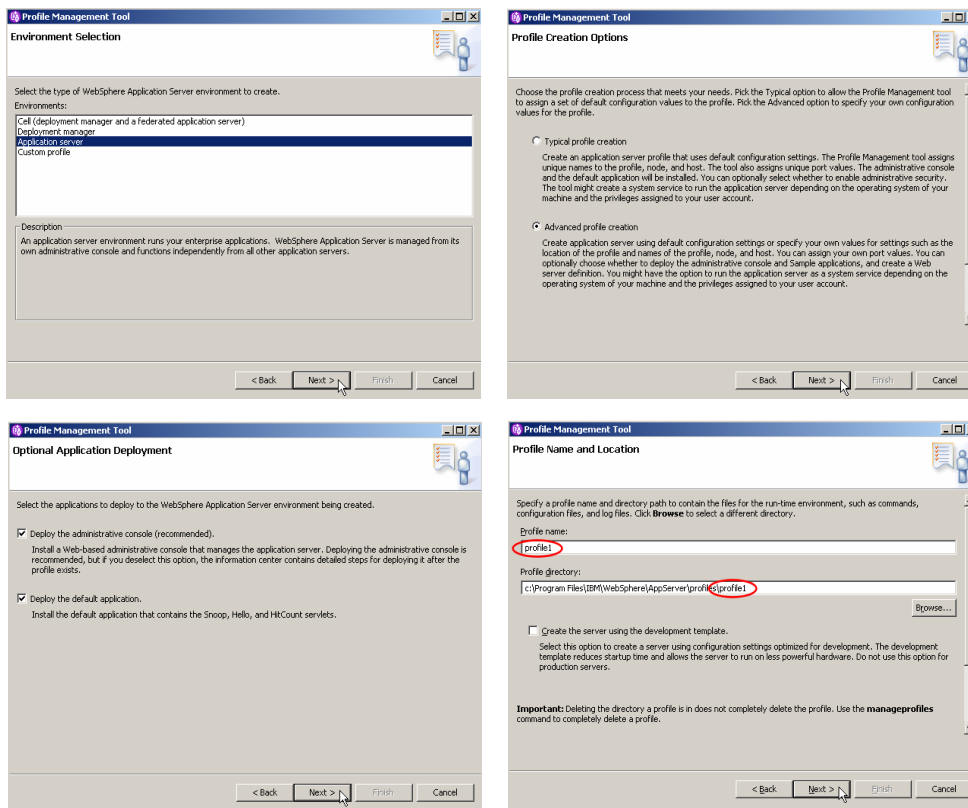 Profile Management Tool
Environment Selection
Select the type of WebSphere Application Server environment to create.
Environments:
Cell (deployment manager and a federated application server)
Deployment manager
Application server
Custom profile
Description
An application server environment runs your enterprise applications. WebSphere Application Server is managed from its
own administrative console and functions independently from all other application servers.
< Back
Next >
Finish
Cancel
Profile Management Tool
Profile Creation Options
Choose the profile creation process that meets your needs. Pick the Typical option to allow the Profile Management tool
to assign a set of default configuration values to the profile. Pick the Advanced option to specify your own configuration
values for the profile.
Typical profile creation
Create an application server profile that uses default configuration settings. The Profile Management tool assigns
unique names to the profile, node, and host. The tool also assigns unique port values. The administrative console
and the default application will be installed. You can optionally select whether to enable administrative security.
The tool might create a system service to run the application server depending on the operating system of your
machine and the privileges assigned to your user account.
Advanced profile creation
Create application server using default configuration settings or specify your own values for settings such as the
location of the profile and names of the profile, node, and host. You can assign your own port values. You can
optionally choose whether to deploy the administrative console and Sample applications, and create a Web
server definition. You might have the option to run the application server as a system service depending on the
operating system of your machine and the privileges assigned to your user account.
< Back
Next >
Finish
Cancel
Profile Management Tool
Optional Application Deployment
Select the applications to deploy to the WebSphere Application Server environment being created.
Deploy the administrative console (recommended).
Install a Web-based administrative console that manages the application server. Deploying the administrative console is
recommended, but if you deselect this option, the information center contains detailed steps for deploying it after the
profile exists.
Deploy the default application.
Install the default application that contains the Snoop, Hello, and HitCount servlets.
< Back
Next >
Finish
Cancel
Profile Management Tool
Profile Name and Location
Specify a profile name and directory path to contain the files for the run-time environment, such as commands,
configuration files, and log files. Click Browse to select a different directory.
Profile name:
profile1
Profile directory:
c:\Program Files\IBM\WebSphere\AppServer\profiles\profile1
Browse...
Create the server using the development template.
Select this option to create a server using configuration settings optimized for development. The development
template reduces startup time and allows the server to run on less powerful hardware. Do not use this option for
production servers.
Important: Deleting the directory a profile is in does not completely delete the profile. Use the manageprofiles
command to completely delete a profile.
< Back
Next >
Finish
Cancel